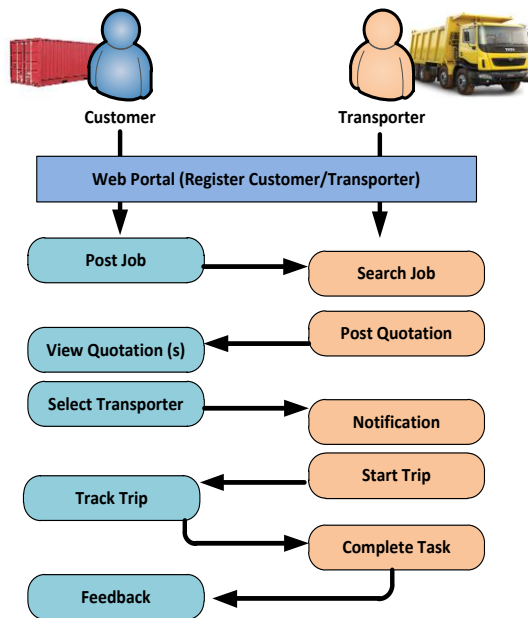 Customer
Transporter
Web Portal (Register Customer/Transporter)
Post Job
Search Job
Post Quotation
View Quotation (s)
Select Transporter
Notification
Start Trip
Track Trip
Complete Task
Feedback